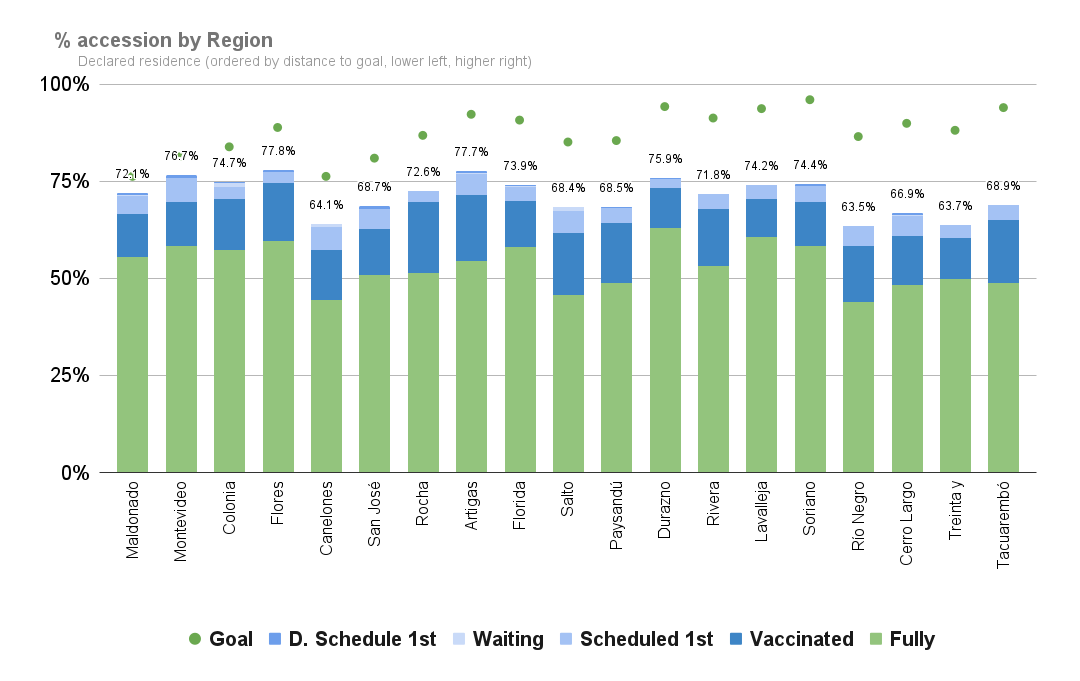 % accession by Region
Declared residence (ordered by distance to goal, lower left, higher right)
100%
75%
50%
25%
0%
72.1%
76.7%
74.7%
77.8%
64.1%
68.7%
72.6%
77.7%
73.9%
68.4%
68.5%
75.9%
71.8%
74.2%
74.4%
63.5%
66.9%
63.7%
68.9%
Maldonado
Montevideo
Colonia
Flores
Canelones
San José
Rocha
Artigas
Florida
Salto
Paysandú
Durazno
Rivera
Lavalleja
Soriano
Río Negro
Cerro Largo
Treinta y
Tacuarembó
Goal D. Schedule 1st Waiting Scheduled 1st Vaccinated Fully